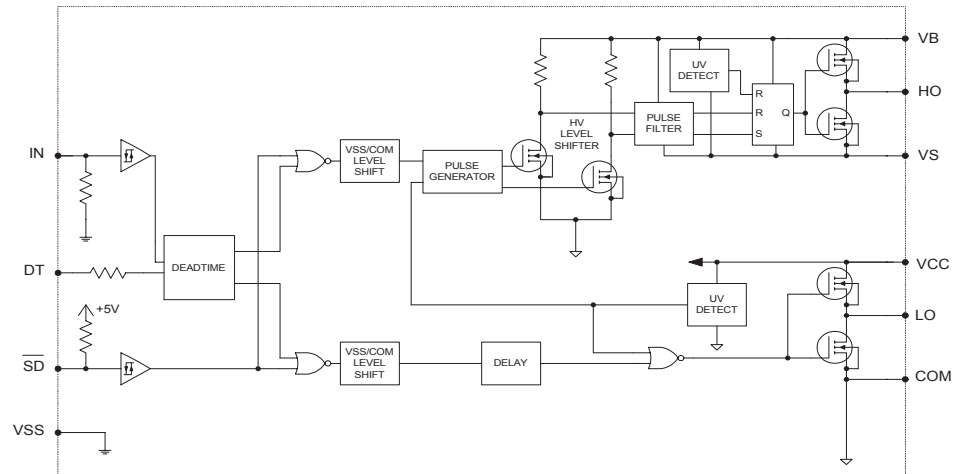 VB
UV
DETECT
HO
R
R
Q
S
PULSE
FILTER
HV
LEVEL
SHIFTER
IN
VSS/COM
LEVEL
SHIFT
PULSE
GENERATOR
VS
DEADTIME
DT
+5V
VCC
UV
DETECT
LO
SD
VSS/COM
LEVEL
SHIFT
DELAY
COM
VSS